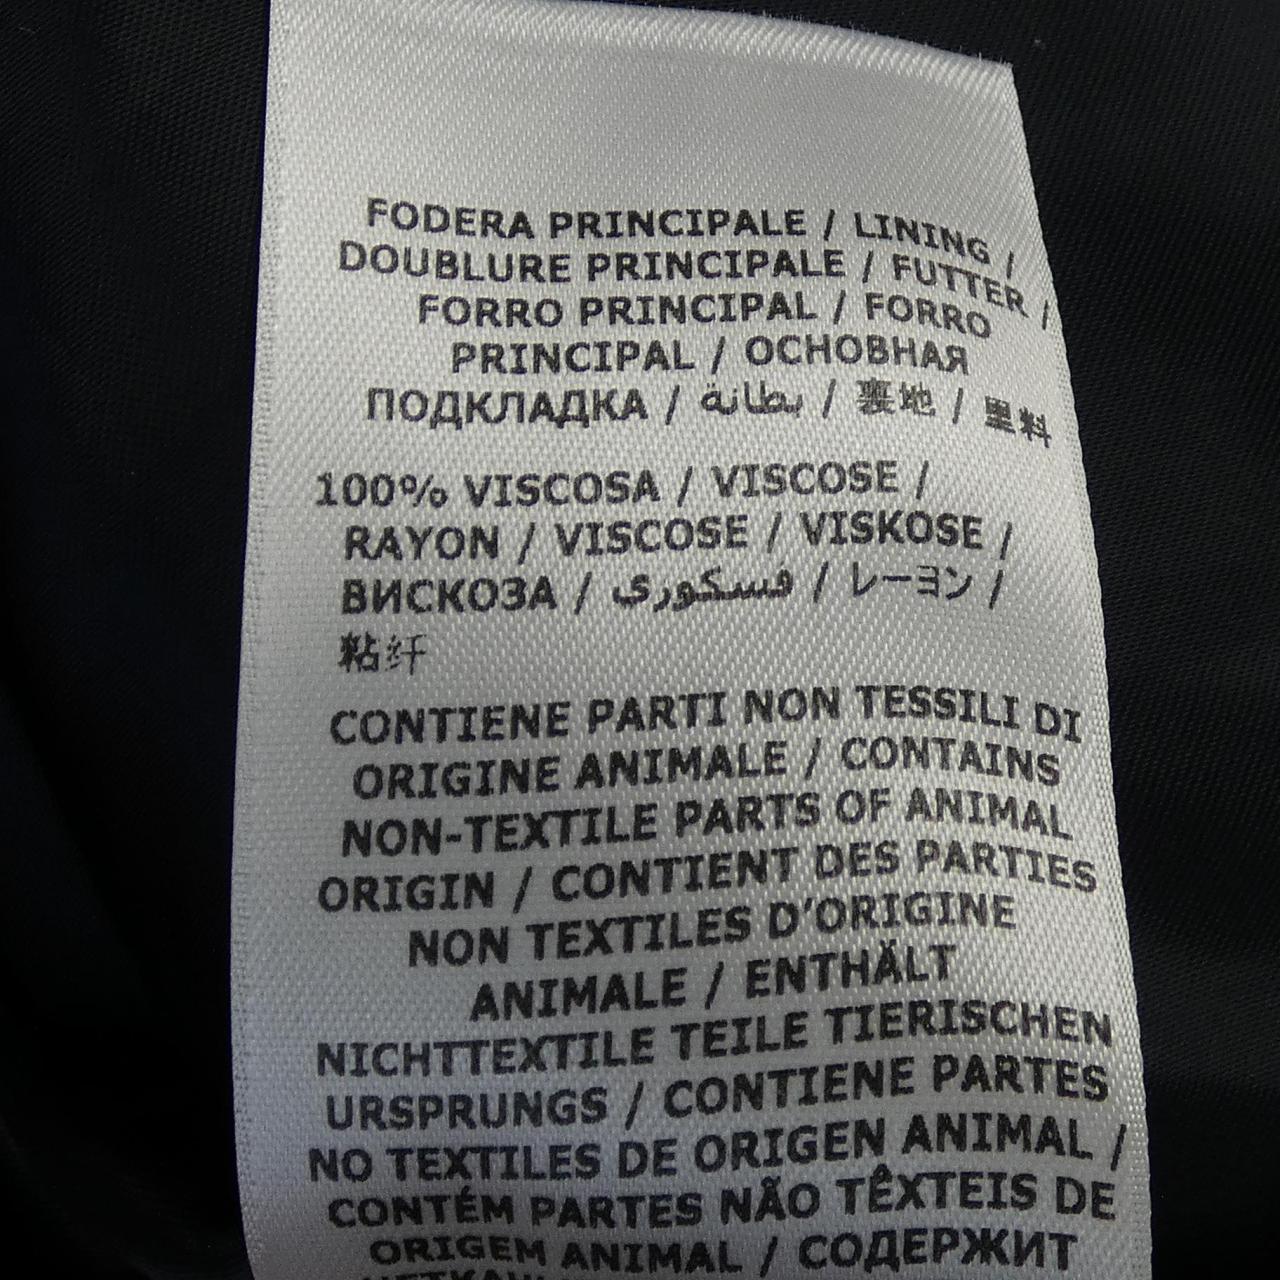 FODERA PRINCIPALE / LINING /
DOUBLURE PRINCIPALE / FUTTER /
FORRO PRINCIPAL / FORRO
PRINCIPAL / ОСНОВНАЯ
ПОДКЛАДКА / بطانة / 裏地 / 里料
100% VISCOSA / VISCOSE /
RAYON / VISCOSE / VISKOSE /
ВИСКОЗА / فسكوري / レーヨン /
粘纤
CONTIENE PARTI NON TESSILI DI
ORIGINE ANIMALE / CONTAINS
NON-TEXTILE PARTS OF ANIMAL
ORIGIN / CONTIENT DES PARTIES
NON TEXTILES D'ORIGINE
ANIMALE / ENTHÄLT
NICHTTEXTILE TEILE TIERISCHEN
URSPRUNGS / CONTIENE PARTES
NO TEXTILES DE ORIGEN ANIMAL /
CONTÉM PARTES NÃO TÊXTEIS DE
ORIGEM ANIMAL / СОДЕРЖИТ